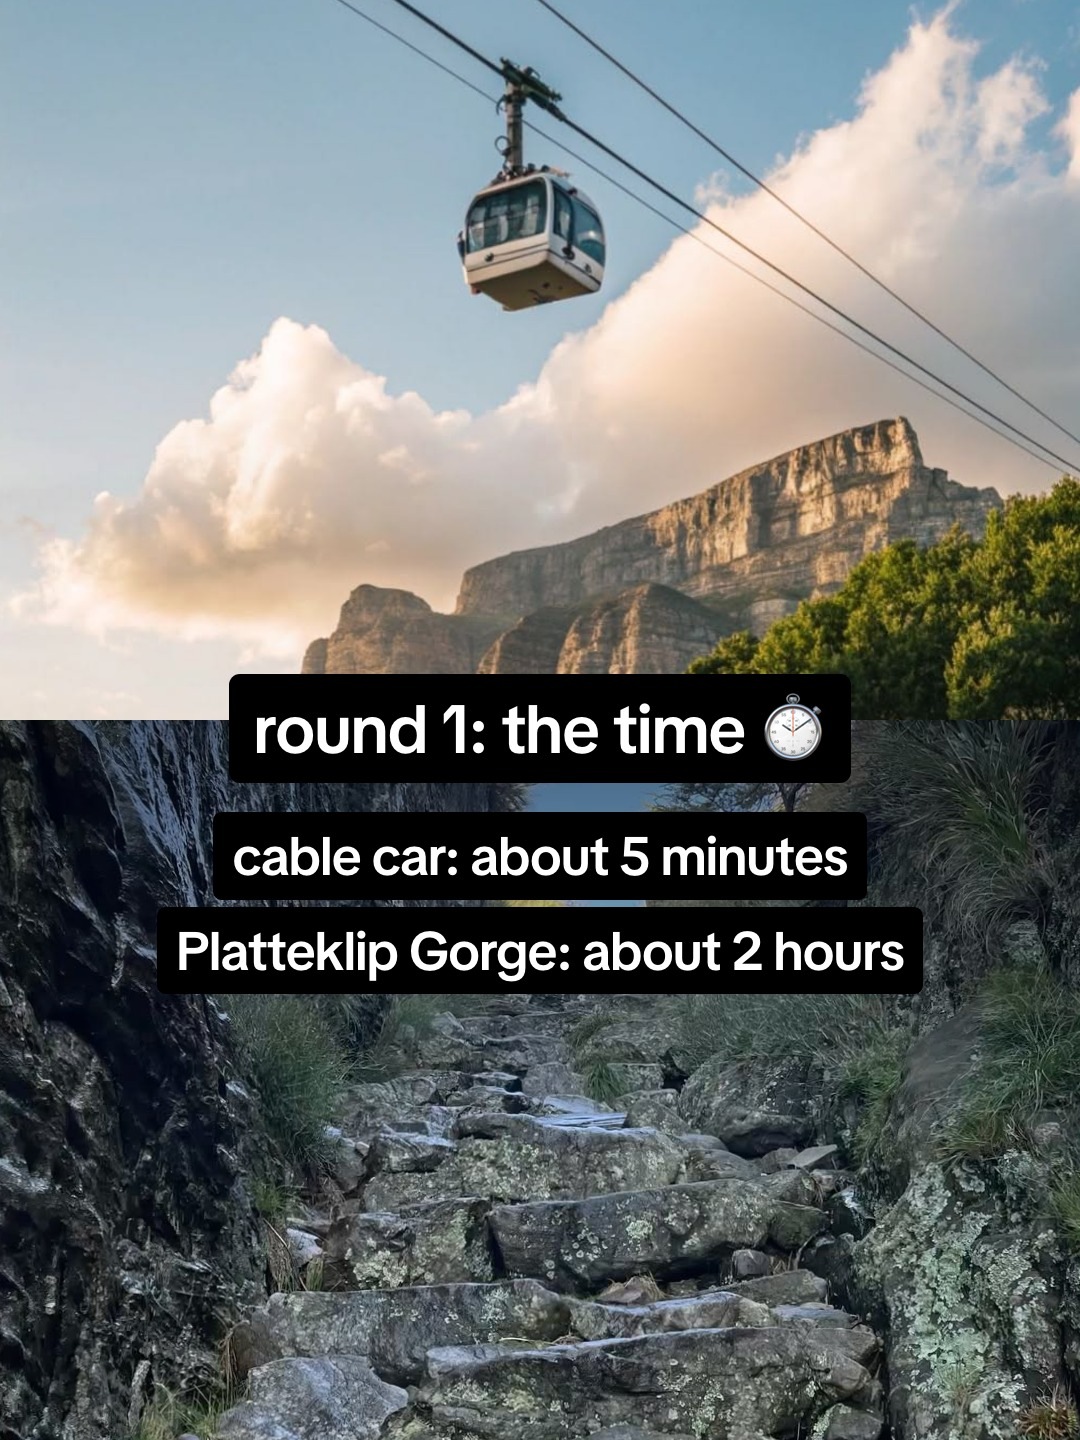 round 1: the time ⏱️
cable car: about 5 minutes
Platteklip Gorge: about 2 hours